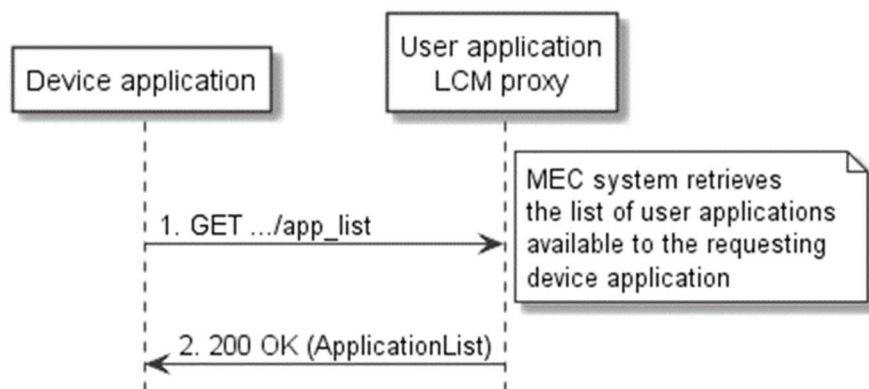 Device application
User application
LCM proxy
MEC system retrieves
the list of user applications
available to the requesting
device application
1. GET .../app_list
2. 200 OK (ApplicationList)